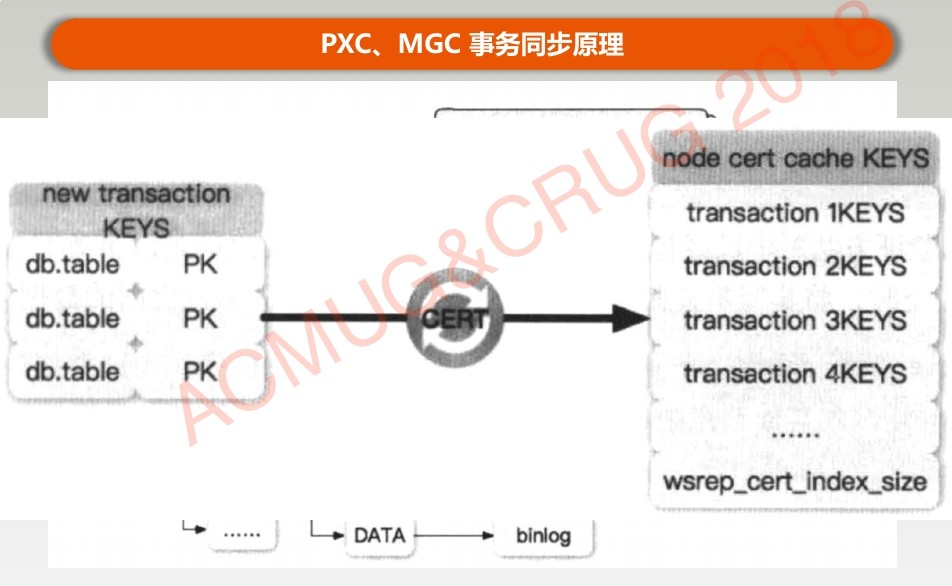 PXC、MGC 事务同步原理
new transaction
KEYS
db.table PK
db.table PK
db.table PK
CERT
node cert cache KEYS
transaction 1KEYS
transaction 2KEYS
transaction 3KEYS
transaction 4KEYS
......
wsrep_cert_index_size
...... DATA binlog
ACMUG&CRUG 2018